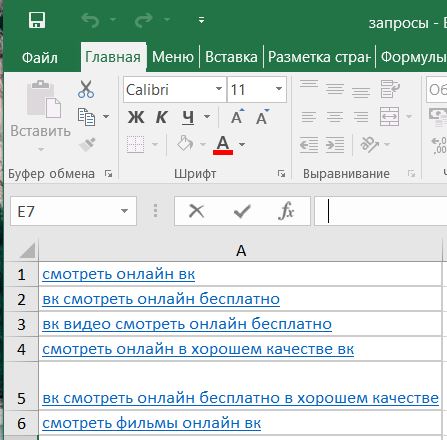 запросы - E
Файл Главная Меню Вставка Разметка стран Формулы
Вставить
Calibri 11
Ж К Ч А А
А
Об
Буфер обмена Шрифт Выравнивание
E7 fx
A
1 смотреть онлайн вк
2 вк смотреть онлайн бесплатно
3 вк видео смотреть онлайн бесплатно
4 смотреть онлайн в хорошем качестве вк
5 вк смотреть онлайн бесплатно в хорошем качестве
6 смотреть фильмы онлайн вк